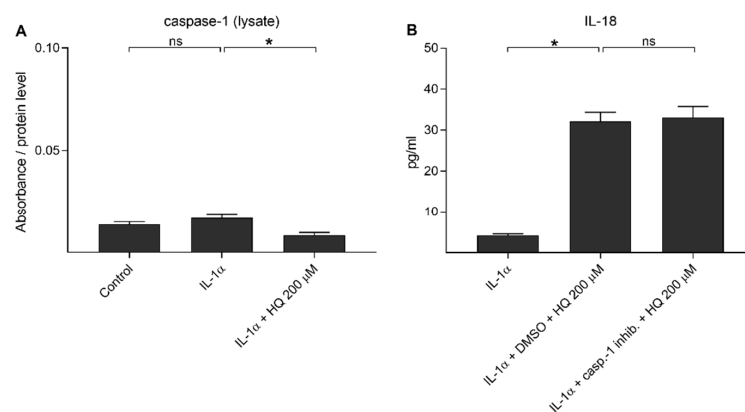 A
caspase-1 (lysate)
ns
*
0.10
0.05
Absorbance / protein level
Control
IL-1α
IL-1α + HQ 200 µM
B
IL-18
*
ns
50
40
30
20
10
pg/ml
IL-1α
IL-1α + DMSO + HQ 200 µM
IL-1α + casp.-1 inhib. + HQ 200 µM